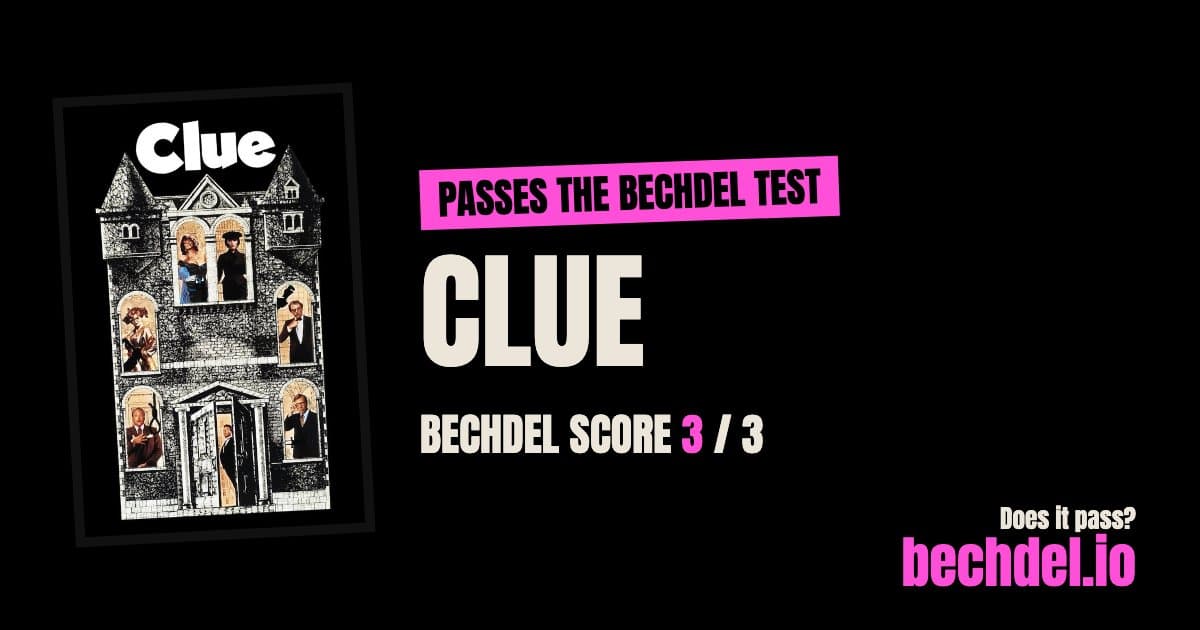 Clue
PASSES THE BECHDEL TEST
CLUE
BECHDEL SCORE 3 / 3
Does it pass?
bechdel.io